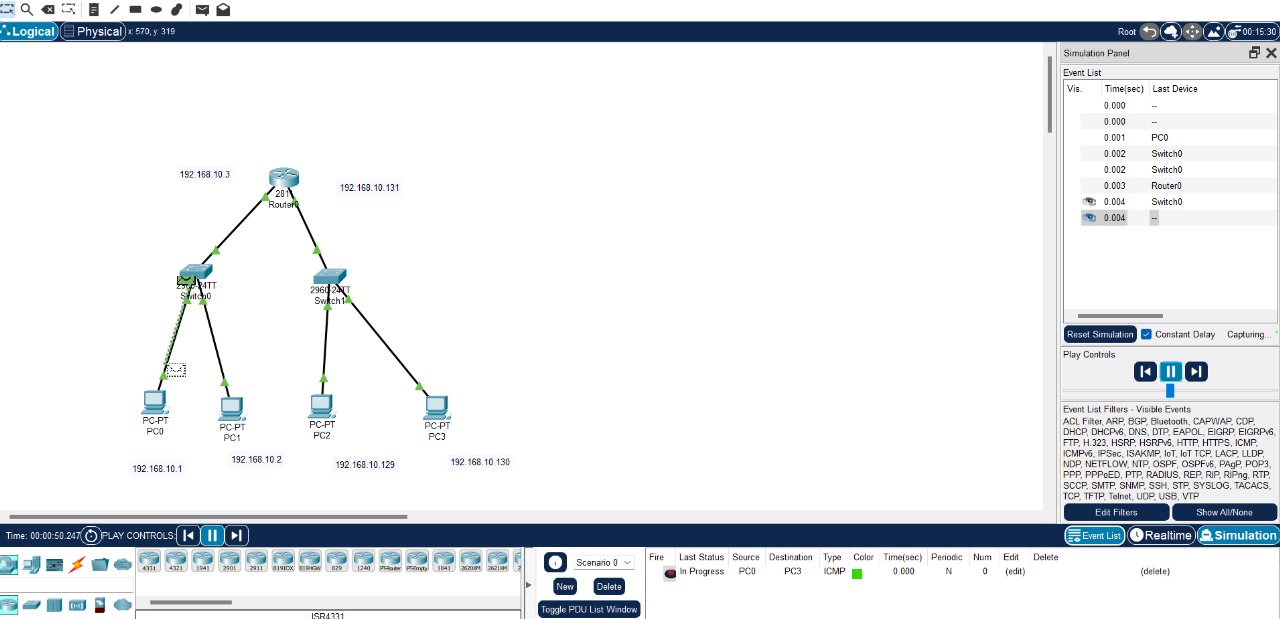 Logical
Physical
x: 570, y: 319
Root
00:15:30
Simulation Panel
Event List
Vis. Time(sec) Last Device
0.000 --
0.000 --
0.001 PC0
0.002 Switch0
0.002 Switch0
0.003 Router0
0.004 Switch0
0.004 --
Reset Simulation
Constant Delay
Capturing...
Play Controls
Event List Filters - Visible Events
ACL Filter, ARP, BGP, Bluetooth, CAPWAP, CDP,
DHCP, DHCPv6, DNS, DTP, EAPOL, EIGRP, EIGRPv6,
FTP, H.323, HSRP, HSRPv6, HTTP, HTTPS, ICMP,
ICMPv6, IPSec, ISAKMP, IoT, IoT TCP, LACP, LLDP,
NDP, NETFLOW, NTP, OSPF, OSPFv6, PAgP, POP3,
PPP, PPPoED, PTP, RADIUS, REP, RIP, RIPng, RTP,
SCCP, SMTP, SNMP, SSH, STP, SYSLOG, TACACS,
TCP, TFTP, Telnet, UDP, USB, VTP
Edit Filters
Show All/None
192.168.10.3
192.168.10.131
281
Router0
2960-24TT
Switch0
2960-24TT
Switch1
PC-PT
PC0
PC-PT
PC1
PC-PT
PC2
PC-PT
PC3
192.168.10.1
192.168.10.2
192.168.10.129
192.168.10.130
Time: 00:00:50.247
PLAY CONTROLS:
Event List
Realtime
Simulation
4331 4321 1941 2901 2911 819IOX 819HGW 829 1240 PT-Router PT-Empty 1841 2620XM 2621XM
ISR4331
Scenario 0
New
Delete
Toggle PDU List Window
Fire Last Status Source Destination Type Color Time(sec) Periodic Num Edit Delete
In Progress PC0 PC3 ICMP 0.000 N 0 (edit) (delete)